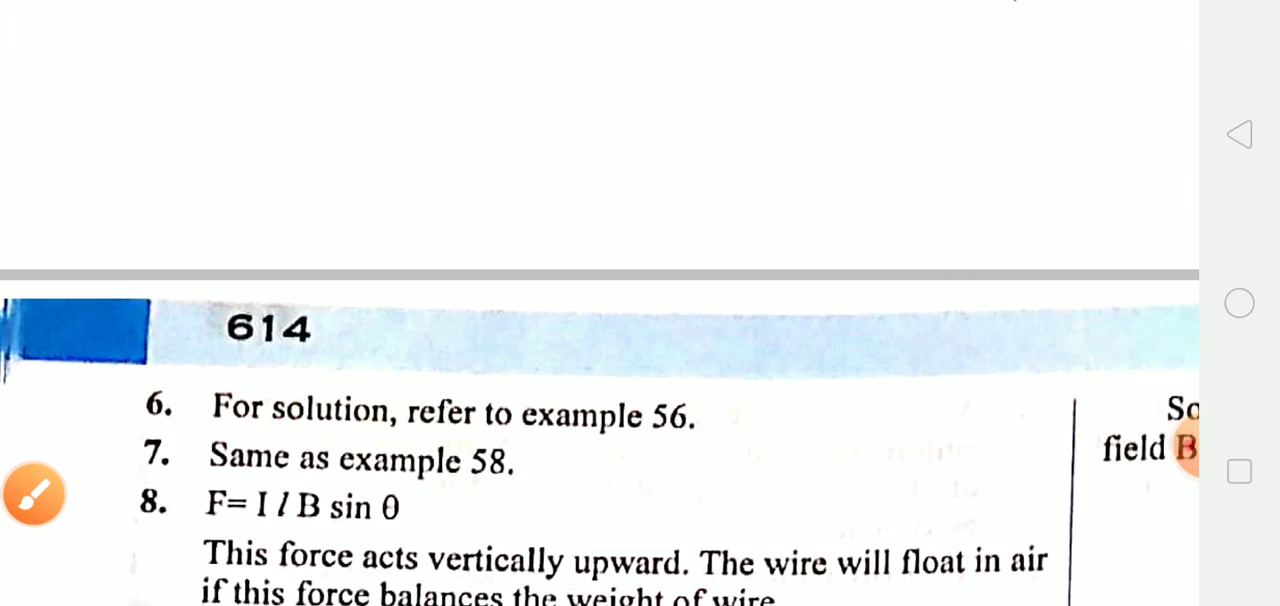 614
6. For solution, refer to example 56.
7. Same as example 58.
8. F= I l B sin θ
This force acts vertically upward. The wire will float in air
if this force balances the weight of wire
So
field B